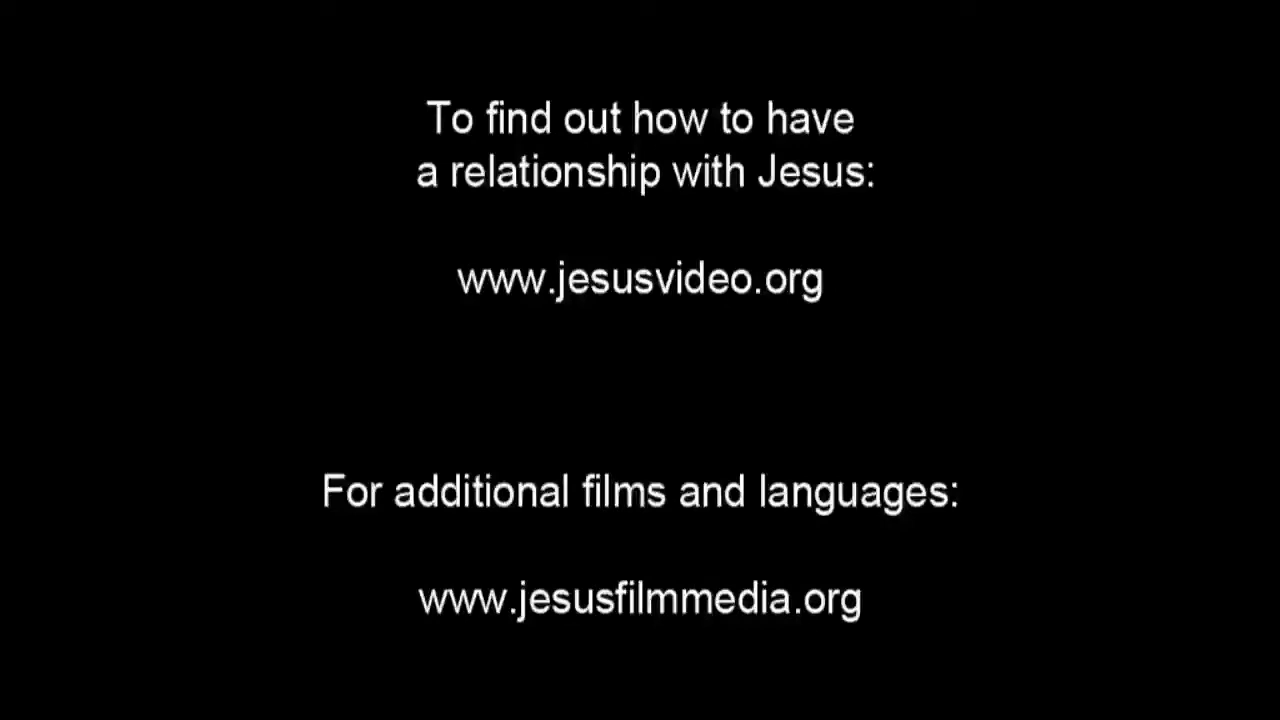 To find out how to have
a relationship with Jesus:
www.jesusvideo.org
For additional films and languages:
www.jesusfilmmedia.org